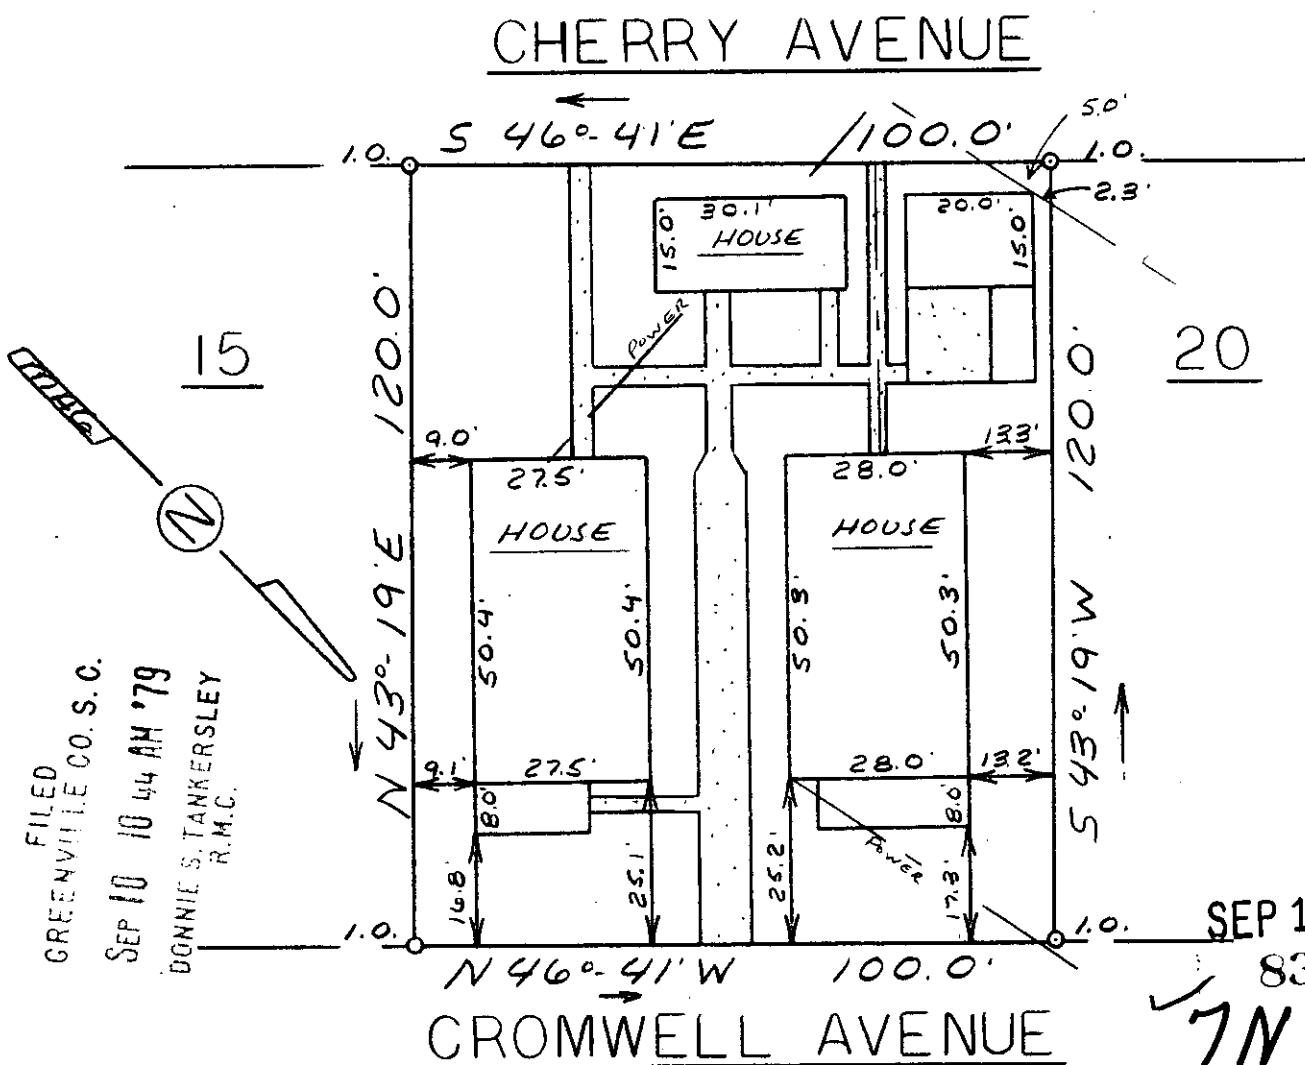 CHERRY AVENUE
S 46°-41'E 100.0'
5.0'
I.O.
I.O.
2.3'
30.1'
15.0'
HOUSE
20.0'
15.0'
POWER
15
20
120.0'
N 43°-19'E
120.0'
S 43°-19'W
N
9.0'
27.5'
28.0'
13.3'
HOUSE
HOUSE
50.4'
50.4'
50.3'
50.3'
9.1'
27.5'
28.0'
13.2'
8.0'
8.0'
POWER
16.8'
25.1'
25.2'
17.3'
FILED
GREENVILLE CO. S. C.
SEP 10 10 44 AM '79
DONNIE S. TANKERSLEY
R.M.C.
I.O.
I.O.
N 46°-41'W 100.0'
CROMWELL AVENUE
SEP 1
83
7N